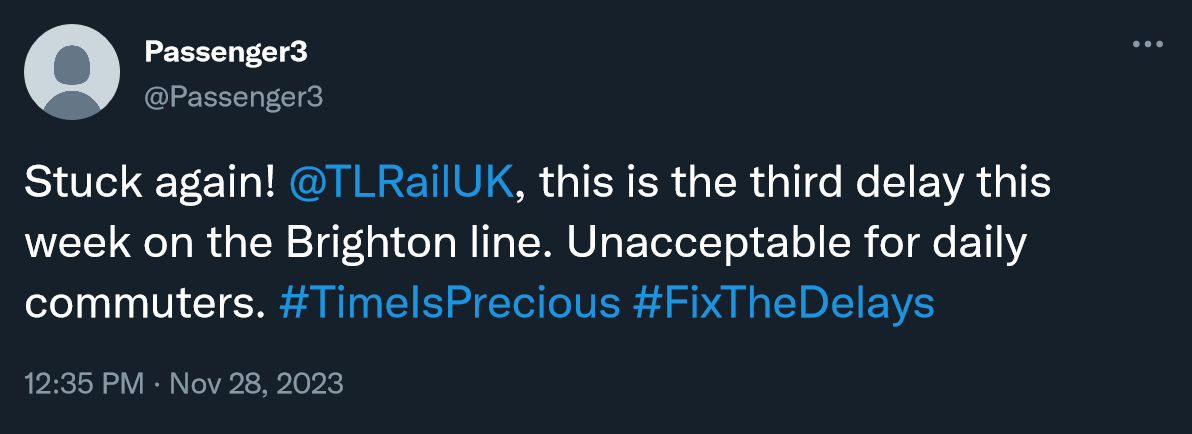 Passenger3
@Passenger3
Stuck again! @TLRailUK, this is the third delay this
week on the Brighton line. Unacceptable for daily
commuters. #TimeIsPrecious #FixTheDelays
12:35 PM · Nov 28, 2023